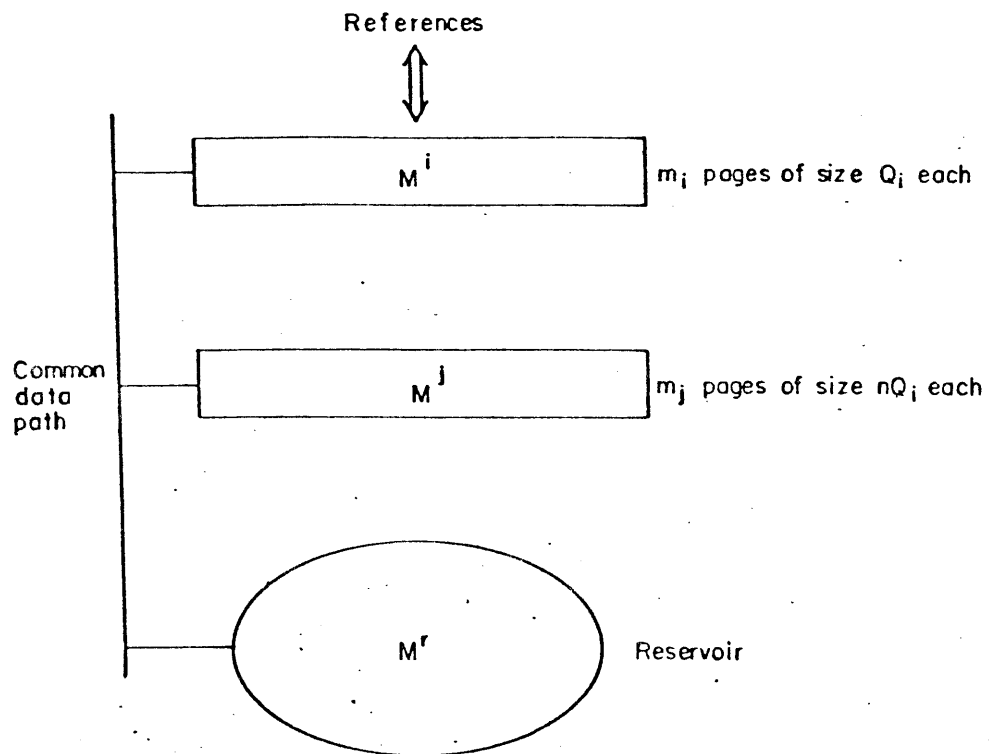 References
M^i
m_i pages of size Q_i each
Common
data
path
M^j
m_j pages of size nQ_i each
M^r
Reservoir